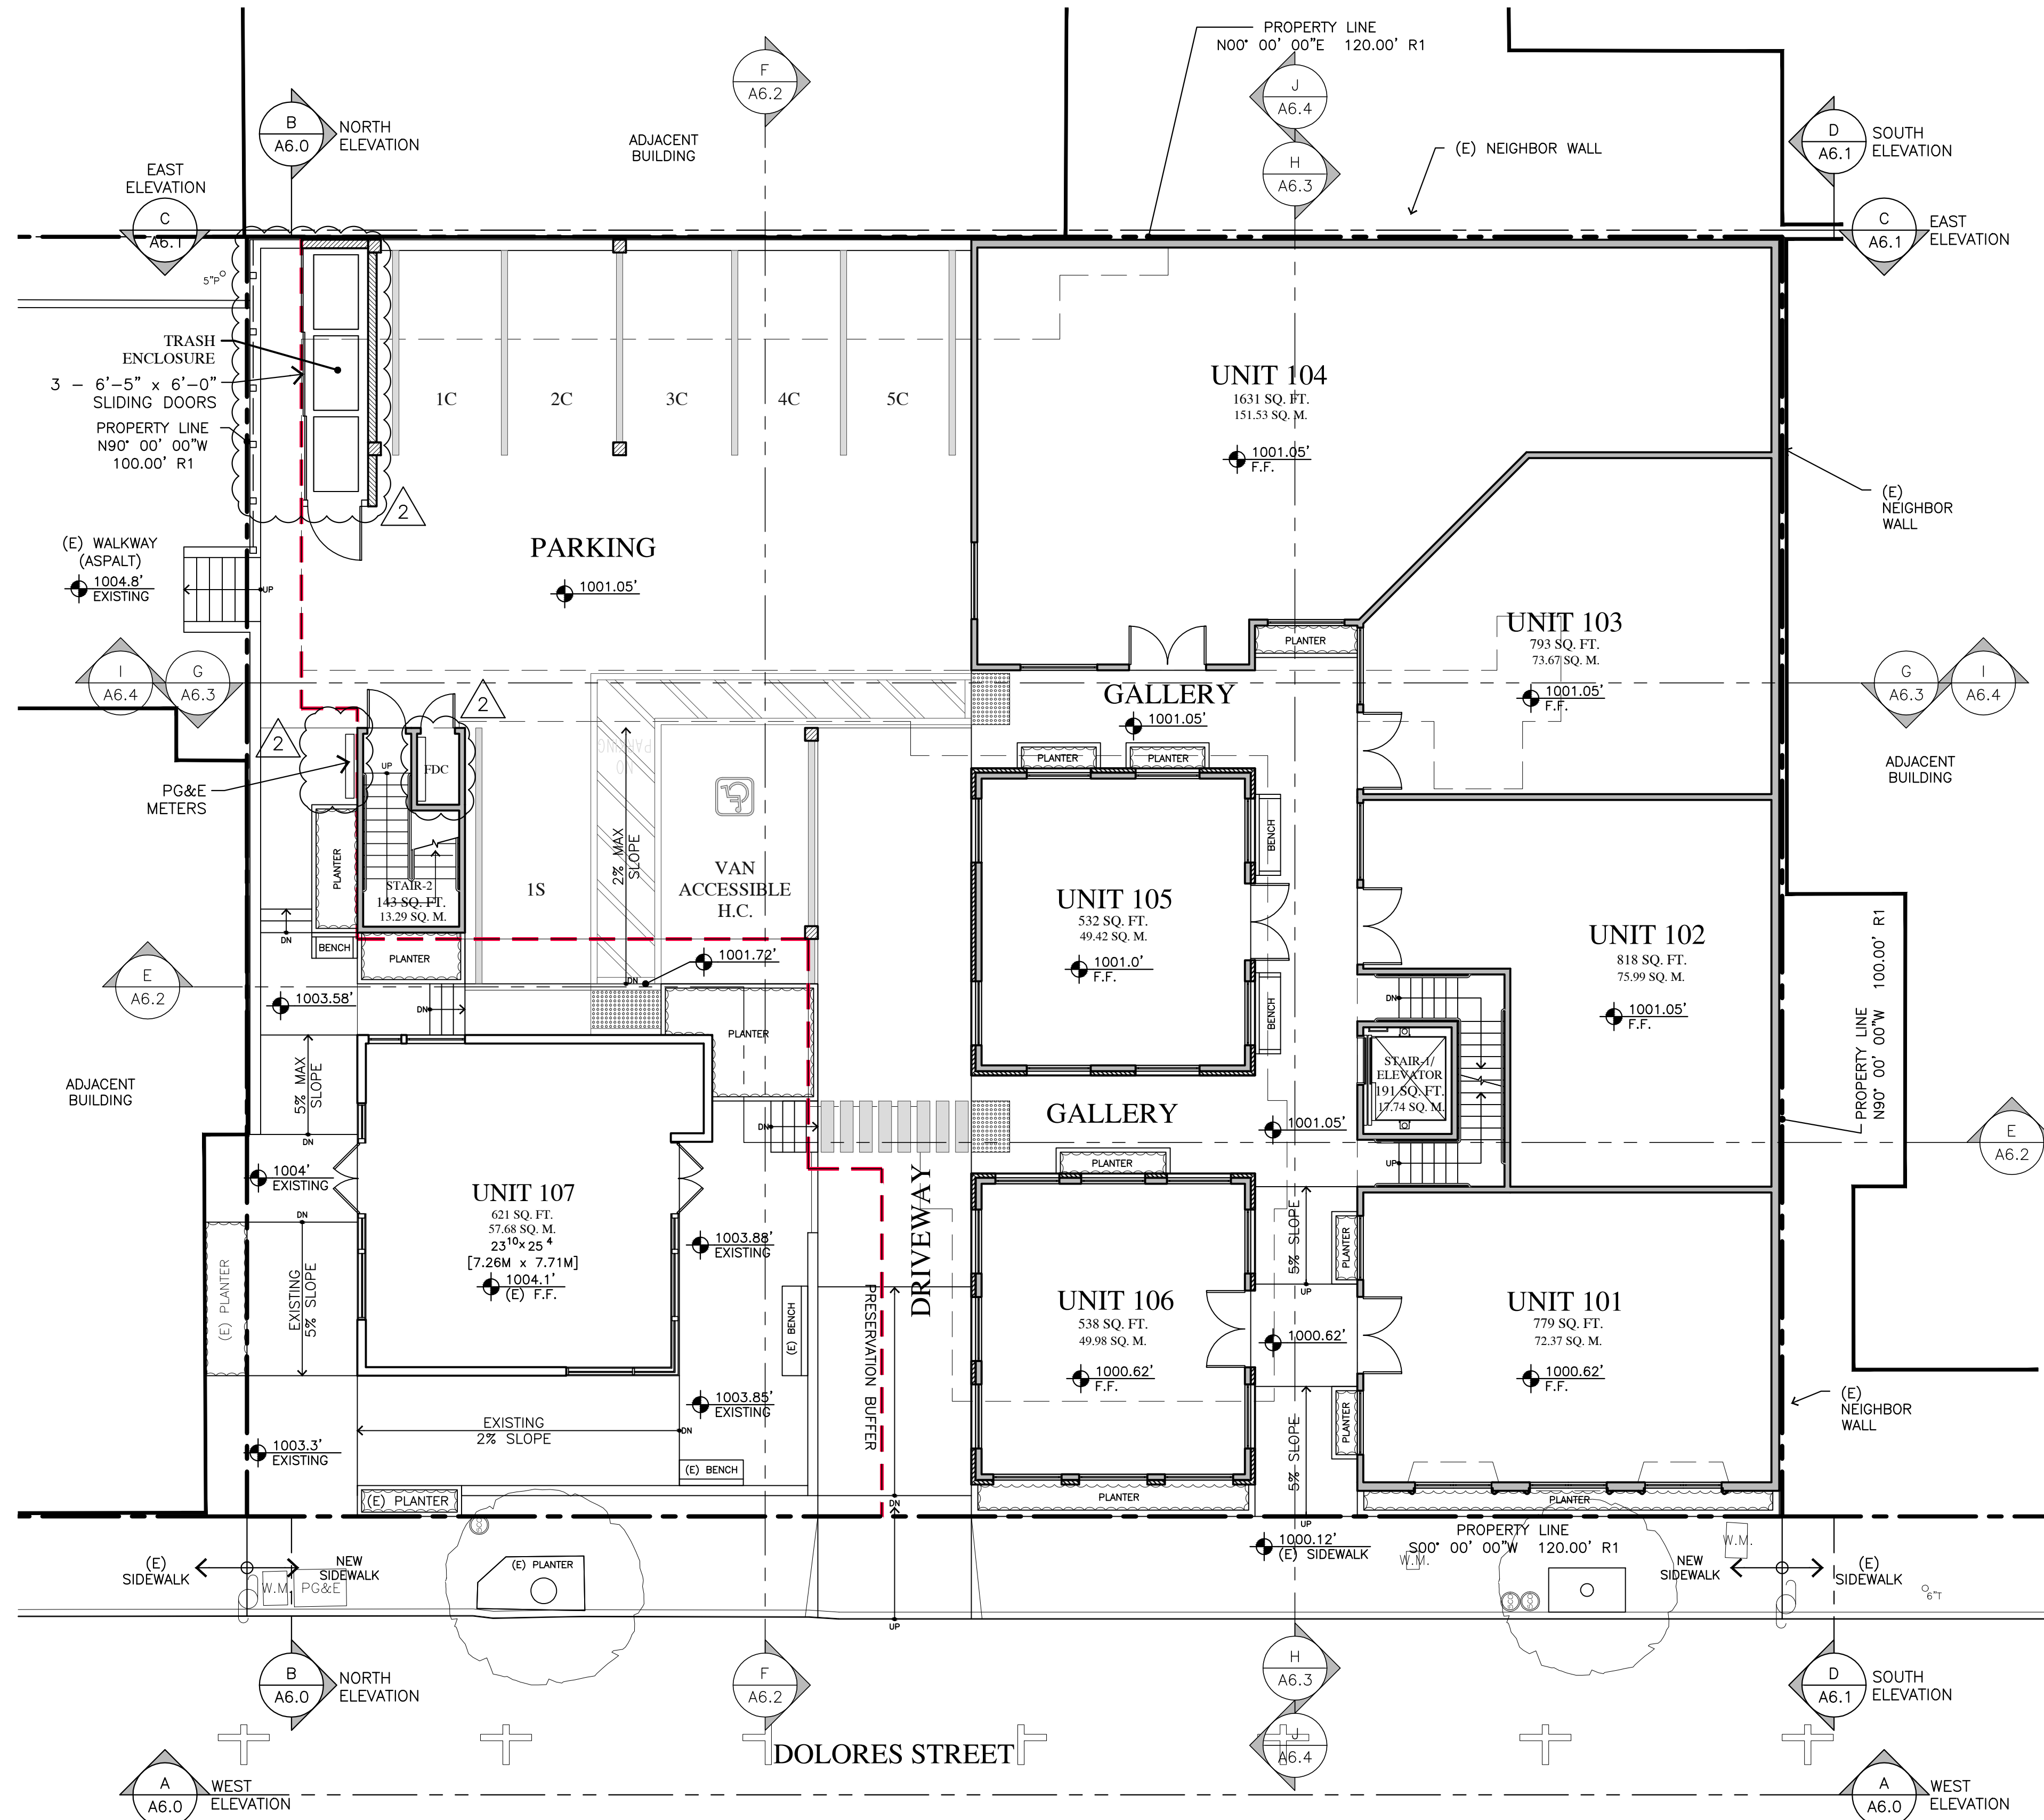 PROPERTY LINE
N00° 00' 00"E 120.00' R1
F
A6.2
J
A6.4
B
A6.0
NORTH
ELEVATION
ADJACENT
BUILDING
H
A6.3
(E) NEIGHBOR WALL
D
A6.1
SOUTH
ELEVATION
EAST
ELEVATION
C
A6.1
C
A6.1
EAST
ELEVATION
5"P
TRASH
ENCLOSURE
3 - 6'-5" x 6'-0"
SLIDING DOORS
PROPERTY LINE
N90° 00' 00"W
100.00' R1
1C
2C
3C
4C
5C
UNIT 104
1631 SQ. FT.
151.53 SQ. M.
1001.05'
F.F.
2
(E)
NEIGHBOR
WALL
(E) WALKWAY
(ASPALT)
1004.8'
EXISTING
UP
PARKING
1001.05'
UNIT 103
793 SQ. FT.
73.67 SQ. M.
1001.05'
F.F.
PLANTER
I
A6.4
G
A6.3
G
A6.3
I
A6.4
GALLERY
1001.05'
2
2
NO
PARKING
PLANTER
PLANTER
PG&E
METERS
UP
FDC
ADJACENT
BUILDING
2% MAX
SLOPE
BENCH
PLANTER
STAIR-2
143 SQ. FT.
13.29 SQ. M.
1S
VAN
ACCESSIBLE
H.C.
UNIT 105
532 SQ. FT.
49.42 SQ. M.
1001.0'
F.F.
UNIT 102
818 SQ. FT.
75.99 SQ. M.
1001.05'
F.F.
DN
BENCH
PLANTER
1001.72'
DN
E
A6.2
1003.58'
DN
PLANTER
BENCH
DN
PROPERTY LINE
N90° 00' 00"W 100.00' R1
STAIR-1/
ELEVATOR
191 SQ. FT.
17.74 SQ. M.
ADJACENT
BUILDING
5% MAX
SLOPE
DN
DN
GALLERY
1001.05'
E
A6.2
PLANTER
UP
1004'
EXISTING
UNIT 107
621 SQ. FT.
57.68 SQ. M.
23¹⁰x 25⁴
[7.26M x 7.71M]
1004.1'
(E) F.F.
DN
(E) PLANTER
EXISTING
5% SLOPE
1003.88'
EXISTING
(E) BENCH
PRESERVATION BUFFER
DRIVEWAY
UNIT 106
538 SQ. FT.
49.98 SQ. M.
1000.62'
F.F.
5% SLOPE
UP
PLANTER
1000.62'
UNIT 101
779 SQ. FT.
72.37 SQ. M.
1000.62'
F.F.
1003.85'
EXISTING
EXISTING
2% SLOPE
DN
PLANTER
5% SLOPE
(E)
NEIGHBOR
WALL
1003.3'
EXISTING
(E) BENCH
(E) PLANTER
DN
PLANTER
PLANTER
UP
1000.12'
(E) SIDEWALK
PROPERTY LINE
S00° 00' 00"W 120.00' R1
W.M.
W.M.
(E)
SIDEWALK
NEW
SIDEWALK
W.M.
PG&E
(E) PLANTER
NEW
SIDEWALK
(E)
SIDEWALK
6"T
UP
B
A6.0
NORTH
ELEVATION
F
A6.2
H
A6.3
D
A6.1
SOUTH
ELEVATION
DOLORES STREET
J
A6.4
A
A6.0
WEST
ELEVATION
A
A6.0
WEST
ELEVATION